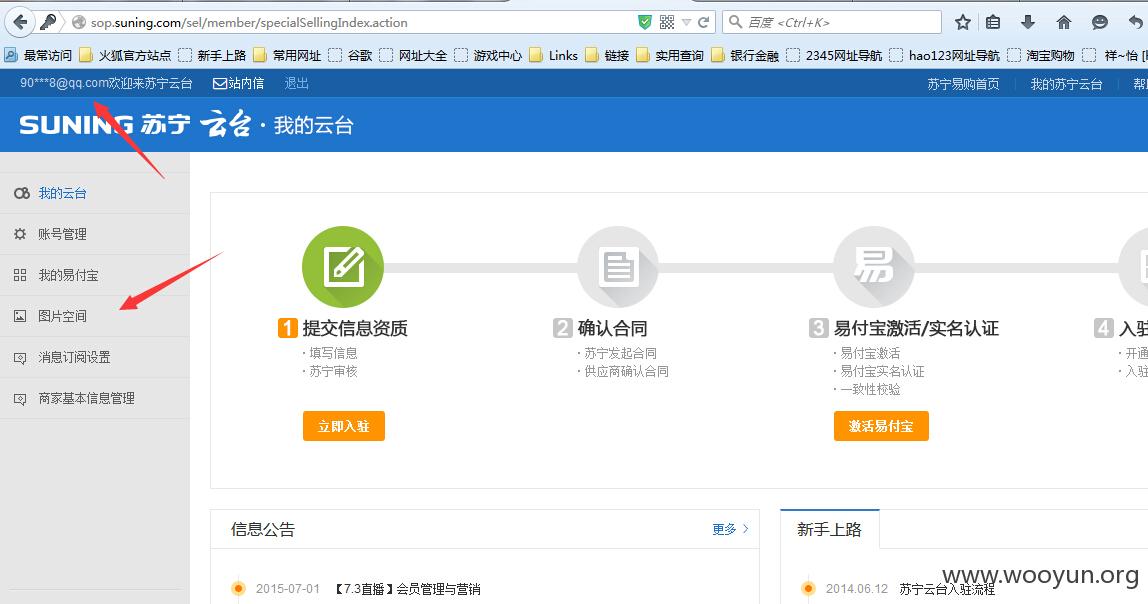 sop.suning.com/sel/member/specialSellingIndex.action
百度 <Ctrl+K>
最常访问 火狐官方站点 新手上路 常用网址 谷歌 网址大全 游戏中心 Links 链接 实用查询 银行金融 2345网址导航 hao123网址导航 淘宝购物 祥~怡
90***8@qq.com欢迎来苏宁云台 站内信 退出 苏宁易购首页 我的苏宁云台 帮
SUNING 苏宁 云台 · 我的云台
我的云台
账号管理
我的易付宝
图片空间
消息订阅设置
商家基本信息管理
1 提交信息资质
· 填写信息
· 苏宁审核
立即入驻
2 确认合同
· 苏宁发起合同
· 供应商确认合同
易
3 易付宝激活/实名认证
· 易付宝激活
· 易付宝实名认证
· 一致性校验
激活易付宝
4 入驻
· 开通
· 入驻
信息公告 更多
2015-07-01 【7.3直播】会员管理与营销
新手上路
2014.06.12 苏宁云台入驻流程
www.wooyun.org